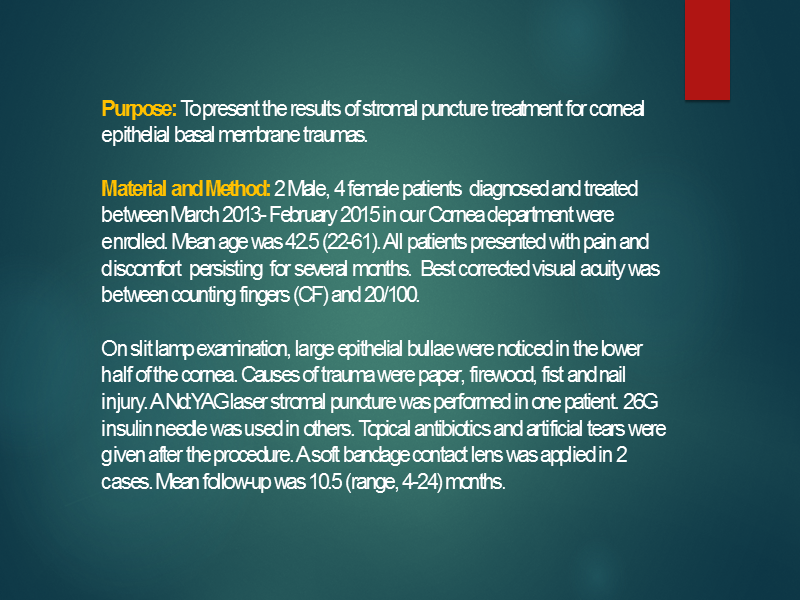 Purpose: To present the results of stromal puncture treatment for corneal
epithelial basal membrane traumas.
Material and Method: 2 Male, 4 female patients diagnosed and treated
between March 2013- February 2015 in our Cornea department were
enrolled. Mean age was 42.5 (22-61). All patients presented with pain and
discomfort persisting for several months. Best corrected visual acuity was
between counting fingers (CF) and 20/100.
On slit lamp examination, large epithelial bullae were noticed in the lower
half of the cornea. Causes of trauma were paper, firewood, fist and nail
injury. A Nd:YAG laser stromal puncture was performed in one patient. 26G
insulin needle was used in others. Topical antibiotics and artificial tears were
given after the procedure. A soft bandage contact lens was applied in 2
cases. Mean follow-up was 10.5 (range, 4-24) months.